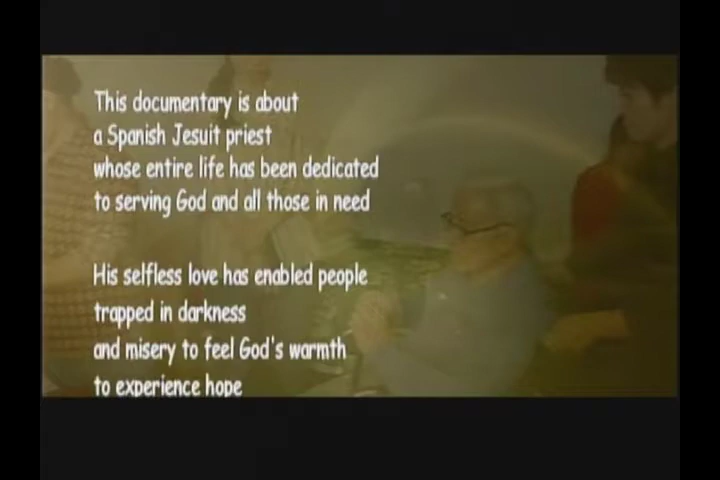 This documentary is about
a Spanish Jesuit priest
whose entire life has been dedicated
to serving God and all those in need
His selfless love has enabled people
trapped in darkness
and misery to feel God's warmth
to experience hope